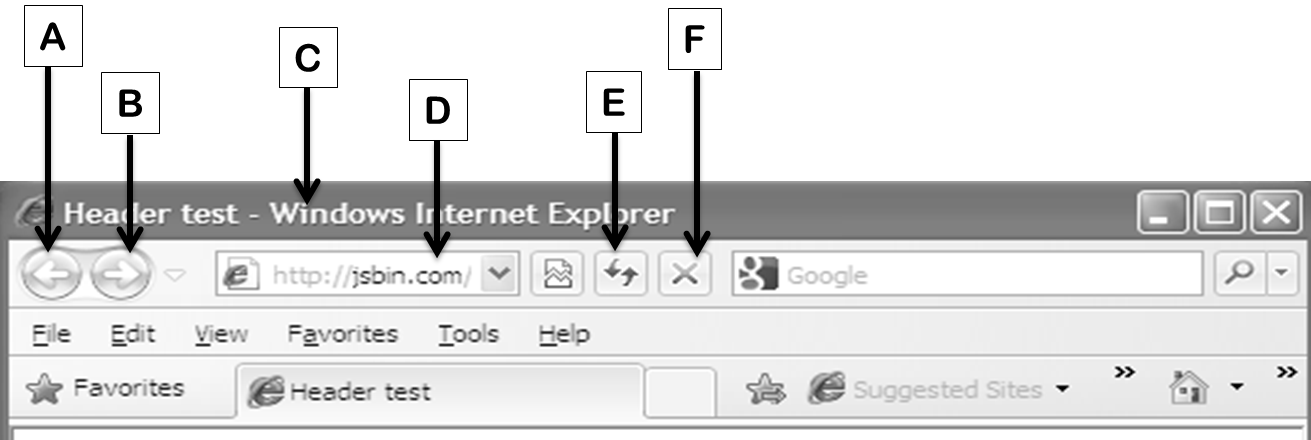 A
B
C
D
E
F
Header test - Windows Internet Explorer
http://jsbin.com/
Google
File Edit View Favorites Tools Help
Favorites Header test Suggested Sites